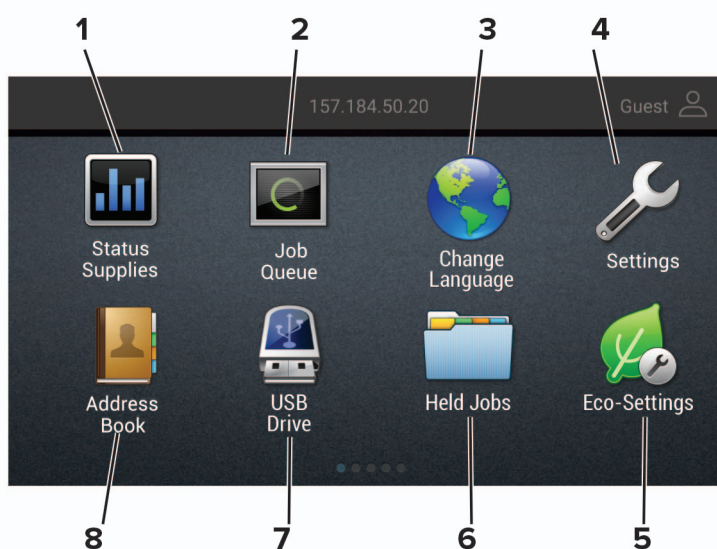 1 2 3 4
157.184.50.20 Guest
Status Supplies
Job Queue
Change Language
Settings
Address Book
USB Drive
Held Jobs
Eco-Settings
8 7 6 5